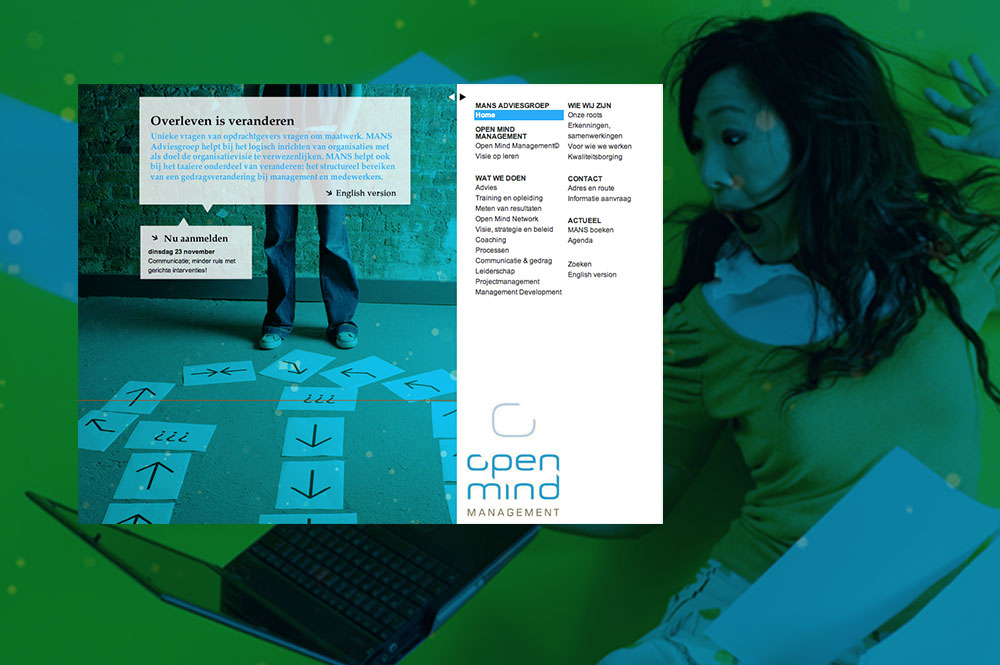 Overleven is veranderen
Unieke vragen van opdrachtgevers vragen om maatwerk. MANS
Adviesgroep helpt bij het logisch inrichten van organisaties met
als doel de organisatievisie te verwezenlijken. MANS helpt ook
bij het taaiere onderdeel van veranderen: het structureel bereiken
van een gedragsverandering bij management en medewerkers.
English version
Nu aanmelden
dinsdag 23 november
Communicatie; minder ruis met
gerichte interventies!
¿¿¿
¿¿¿
MANS ADVIESGROEP
Home
OPEN MIND
MANAGEMENT
Open Mind Management©
Visie op leren
WAT WE DOEN
Advies
Training en opleiding
Meten van resultaten
Open Mind Network
Visie, strategie en beleid
Coaching
Processen
Communicatie & gedrag
Leiderschap
Projectmanagement
Management Development
WIE WIJ ZIJN
Onze roots
Erkenningen,
samenwerkingen
Voor wie we werken
Kwaliteitsborging
CONTACT
Adres en route
Informatie aanvraag
ACTUEEL
MANS boeken
Agenda
Zoeken
English version
open
mind
MANAGEMENT